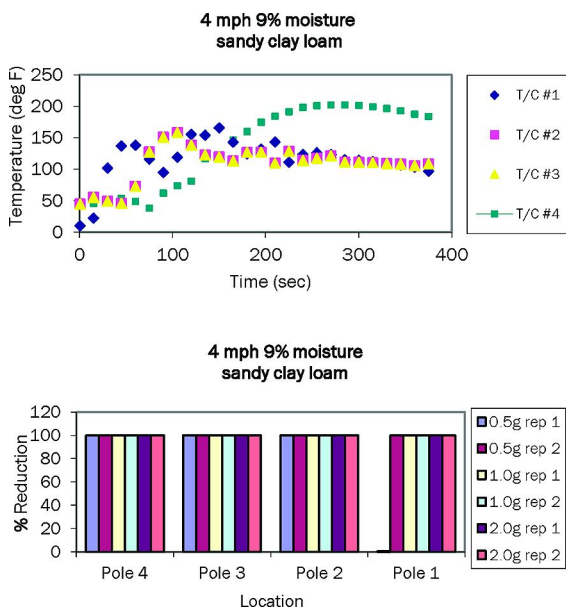 4 mph 9% moisture
sandy clay loam
250
200
150
100
50
0
Temperature (deg F)
0 100 200 300 400
Time (sec)
T/C #1
T/C #2
T/C #3
T/C #4
4 mph 9% moisture
sandy clay loam
120
100
80
60
40
20
0
% Reduction
Pole 4 Pole 3 Pole 2 Pole 1
Location
0.5g rep 1
0.5g rep 2
1.0g rep 1
1.0g rep 2
2.0g rep 1
2.0g rep 2